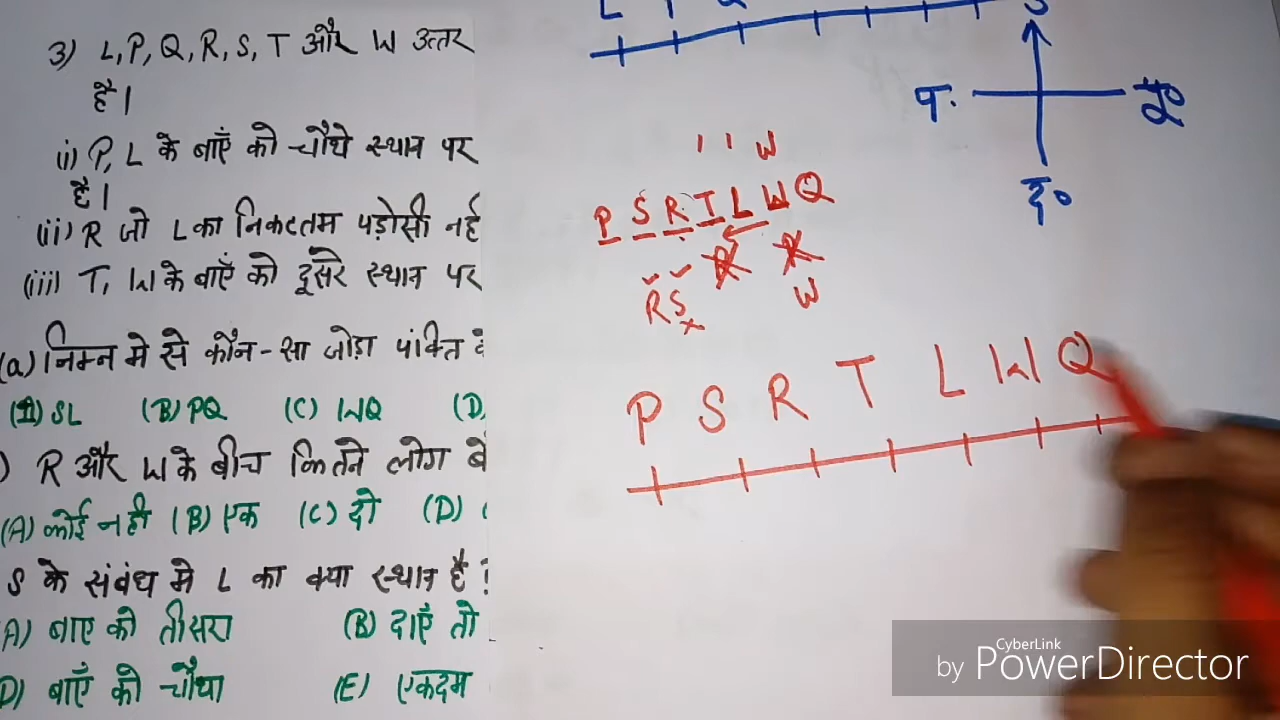 3) L, P, Q, R, S, T और W उत्तर
है।
i) P, L के बाएँ को चौथे स्थान पर
है।
(ii) R जो L का निकटतम पड़ोसी नही
(iii) T, W के बाएँ को दूसरे स्थान पर
(a) निम्न मे से कौन-सा जोड़ा पंक्ति के
(A) SL (B) PQ (C) WQ (D)
) R और W के बीच कितने लोग बै
(A) कोई नही (B) एक (C) दो (D)
S के संबंध मे L का क्या स्थान है ?
A) बाएं को तीसरा (B) दाएँ ती
D) बाएँ को चौथा (E) एकदम
प. पू०
द०
W
P S R T L W Q
R R
R S W
P S R T L W Q
CyberLink
by PowerDirector